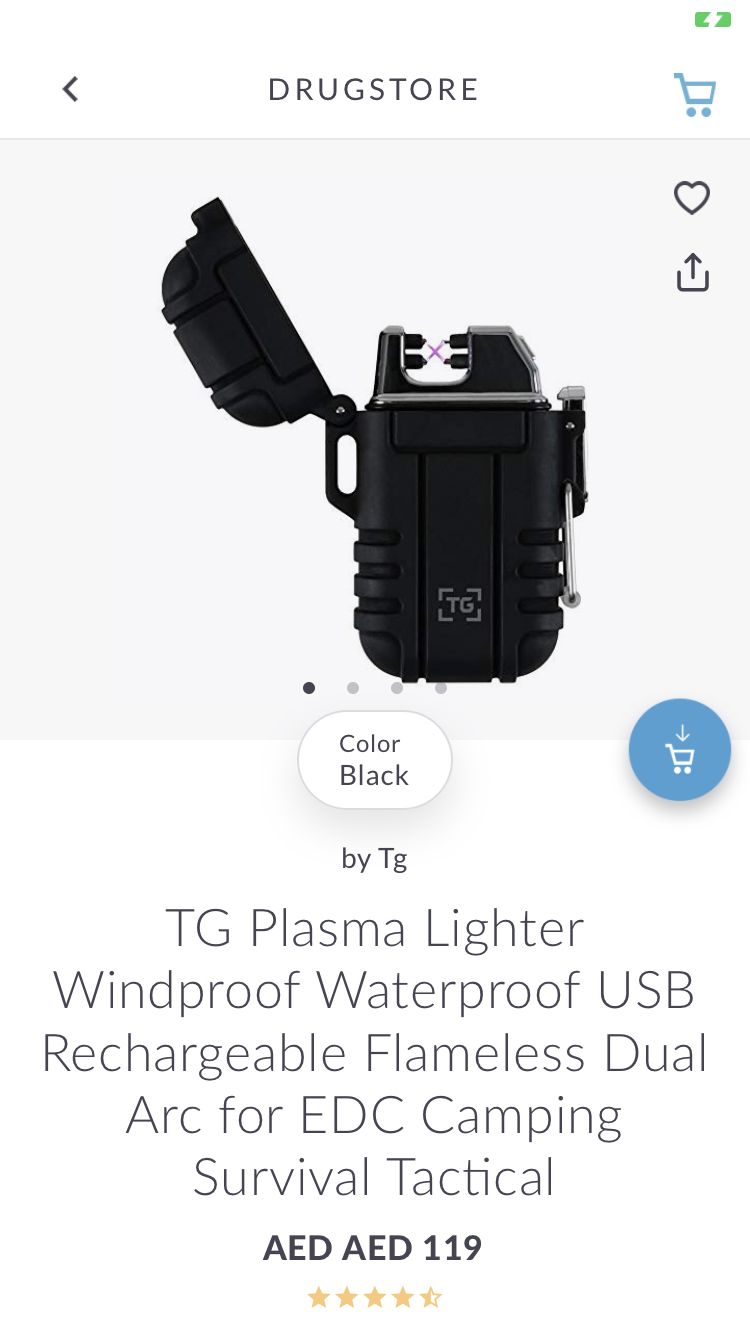 DRUGSTORE
TG
Color
Black
by Tg
TG Plasma Lighter
Windproof Waterproof USB
Rechargeable Flameless Dual
Arc for EDC Camping
Survival Tactical
AED AED 119